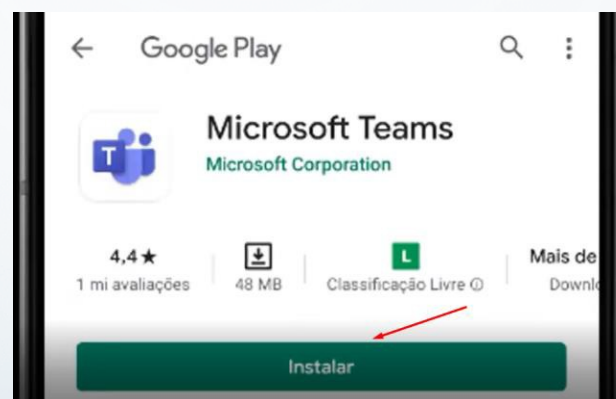 Google Play
Microsoft Teams
Microsoft Corporation
T
4,4★
L
Mais de
1 mi avaliações
48 MB
Classificação Livre
Downl
Instalar